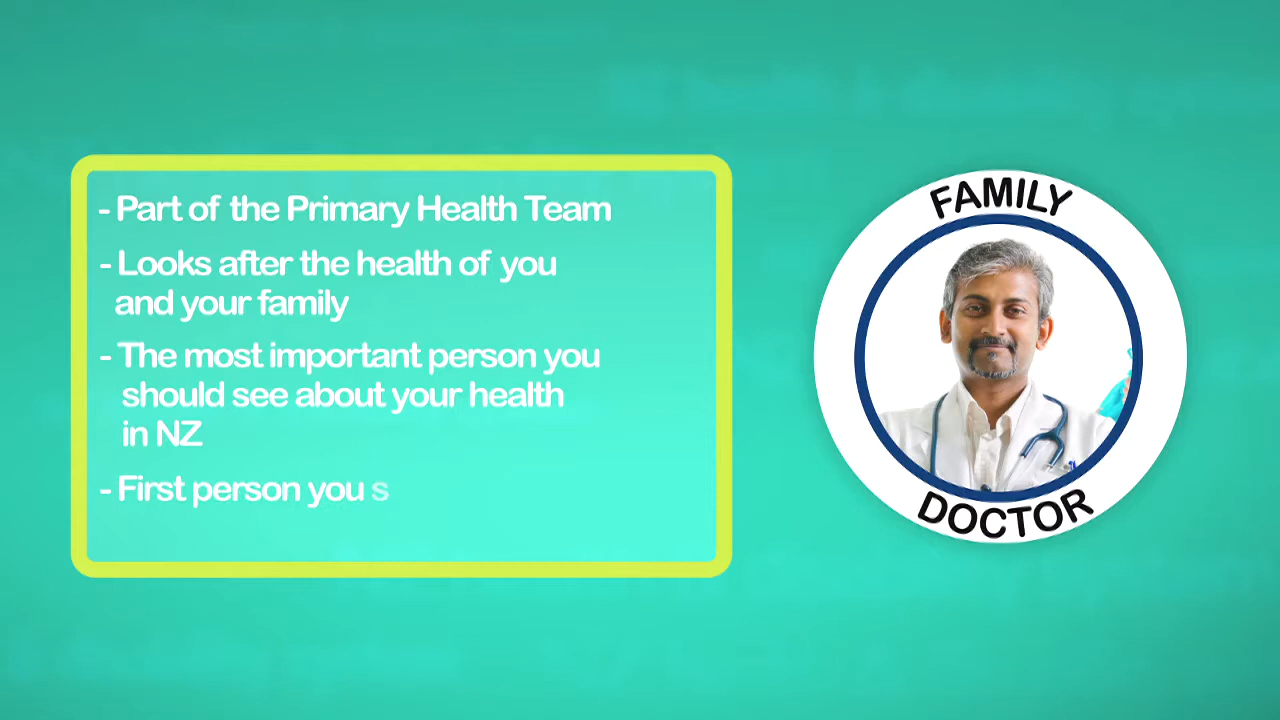 - Part of the Primary Health Team
- Looks after the health of you
and your family
- The most important person you
should see about your health
in NZ
- First person you s
FAMILY
DOCTOR